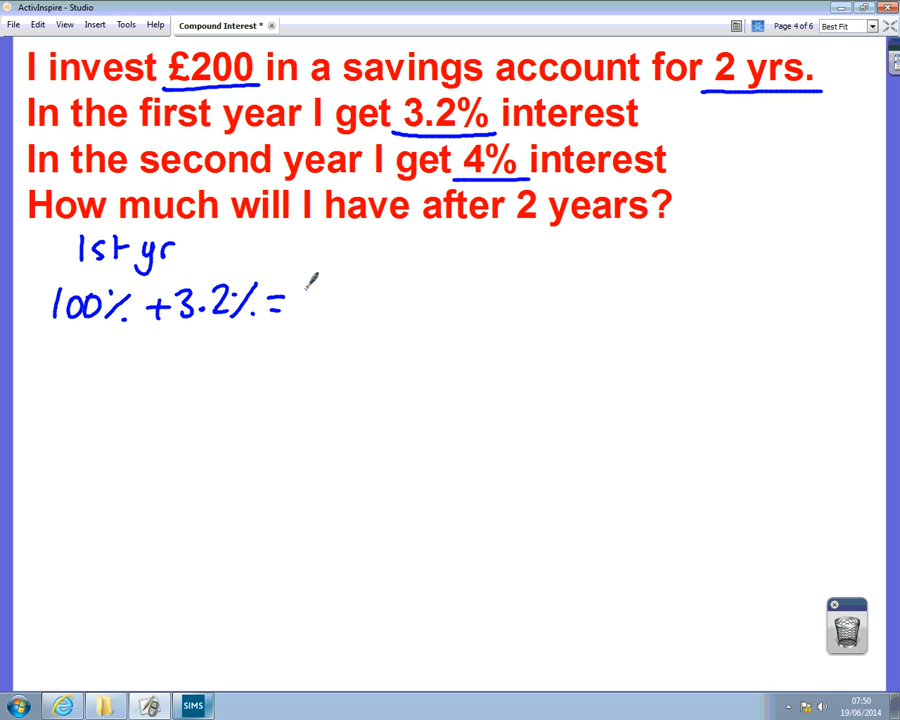 ActivInspire - Studio
File Edit View Insert Tools Help Compound Interest * Page 4 of 6 Best Fit
I invest £200 in a savings account for 2 yrs.
In the first year I get 3.2% interest
In the second year I get 4% interest
How much will I have after 2 years?
1st yr
100% + 3.2% =
SIMS
07:50
19/06/2014